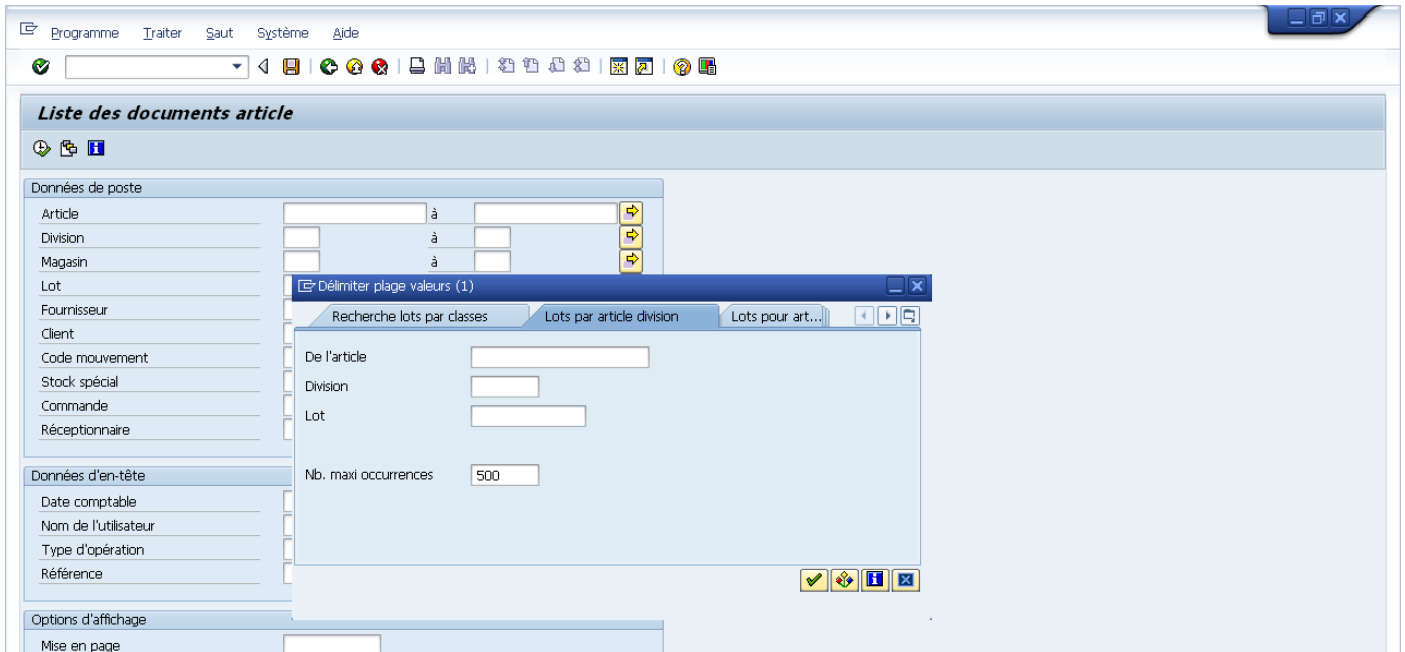 Programme Traiter Saut Système Aide
Liste des documents article
Données de poste
Article à
Division à
Magasin à
Lot
Fournisseur
Client
Code mouvement
Stock spécial
Commande
Réceptionnaire
Données d'en-tête
Date comptable
Nom de l'utilisateur
Type d'opération
Référence
Options d'affichage
Mise en page
Délimiter plage valeurs (1)
Recherche lots par classes Lots par article division Lots pour art...
De l'article
Division
Lot
Nb. maxi occurrences 500